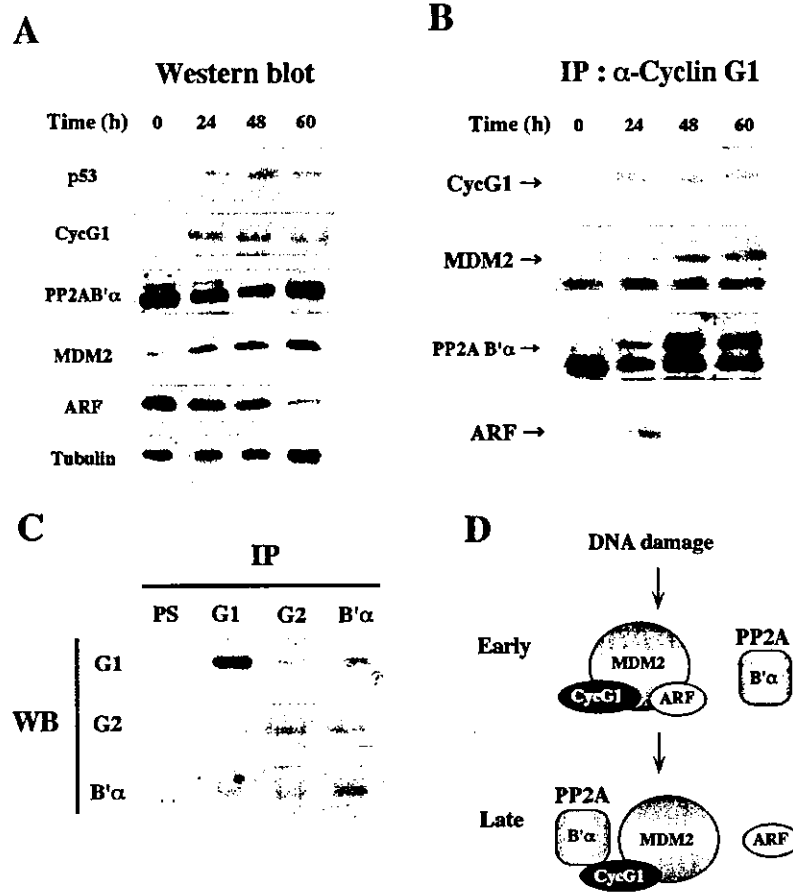 A
Western blot
Time (h) 0 24 48 60
p53
CycG1
PP2AB'α
MDM2
ARF
Tubulin
B
IP : α-Cyclin G1
Time (h) 0 24 48 60
CycG1 →
MDM2 →
PP2A B'α →
ARF →
C
IP
PS G1 G2 B'α
WB
G1
?
G2
B'α
D
DNA damage
Early
MDM2
CycG1
ARF
PP2A
B'α
Late
PP2A
B'α
MDM2
CycG1
ARF